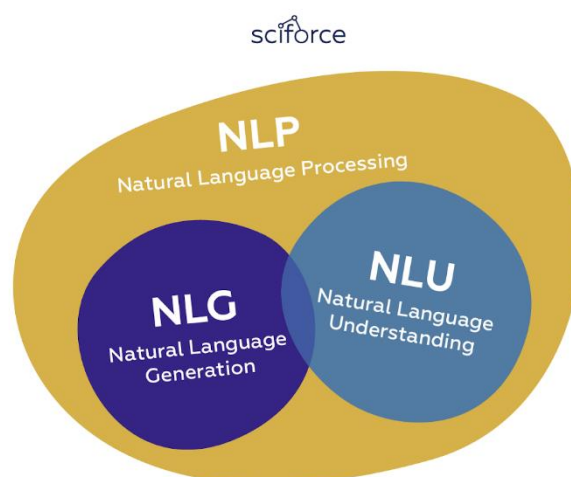 sciforce
NLP
Natural Language Processing
NLG
Natural Language
Generation
NLU
Natural Language
Understanding